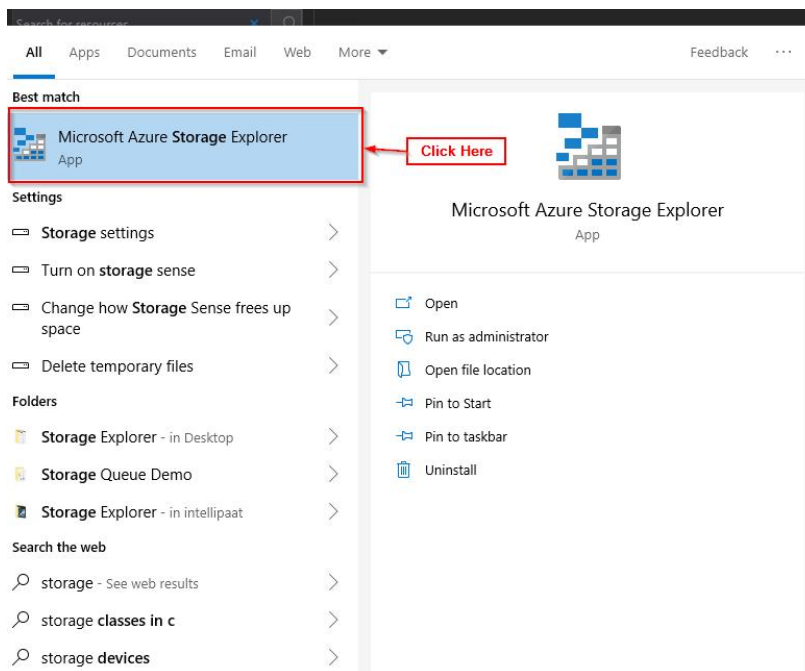 Search for resources
All Apps Documents Email Web More Feedback ...
Best match
Microsoft Azure Storage Explorer
App
Click Here
Settings
Storage settings
Turn on storage sense
Change how Storage Sense frees up
space
Delete temporary files
Folders
Storage Explorer - in Desktop
Storage Queue Demo
Storage Explorer - in intellipaat
Search the web
storage - See web results
storage classes in c
storage devices
Microsoft Azure Storage Explorer
App
Open
Run as administrator
Open file location
Pin to Start
Pin to taskbar
Uninstall